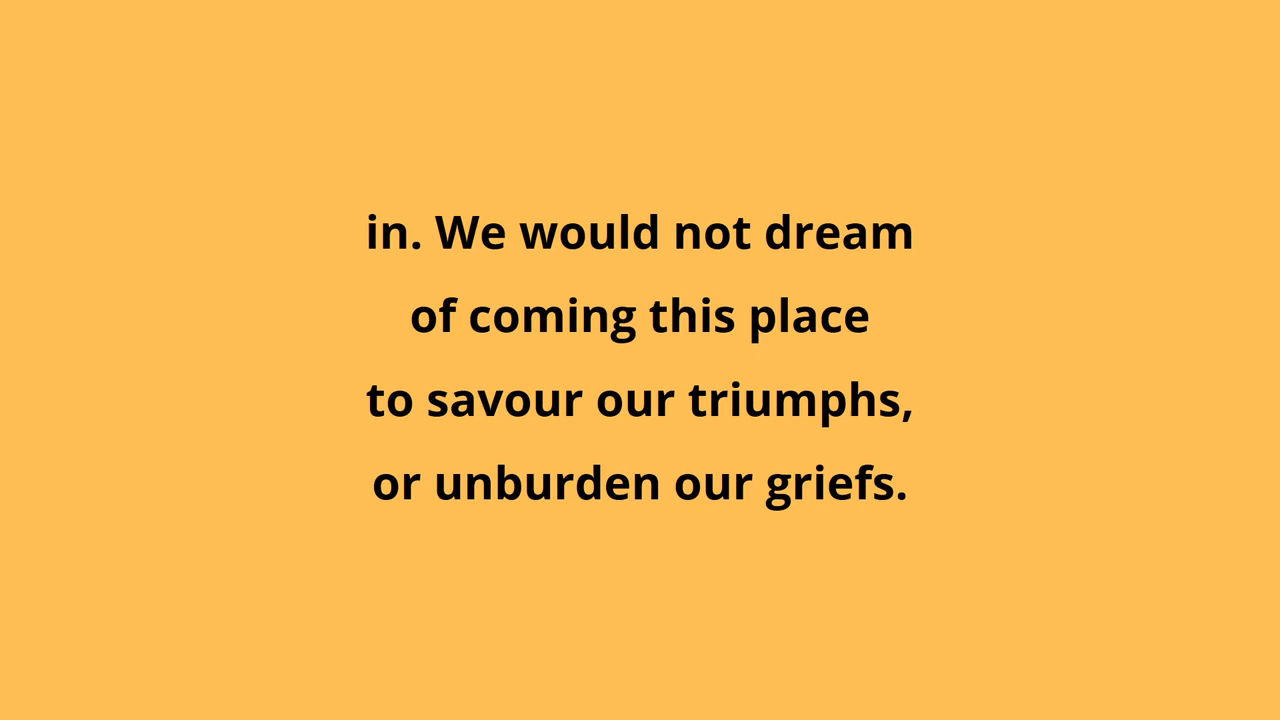 in. We would not dream
of coming this place
to savour our triumphs,
or unburden our griefs.